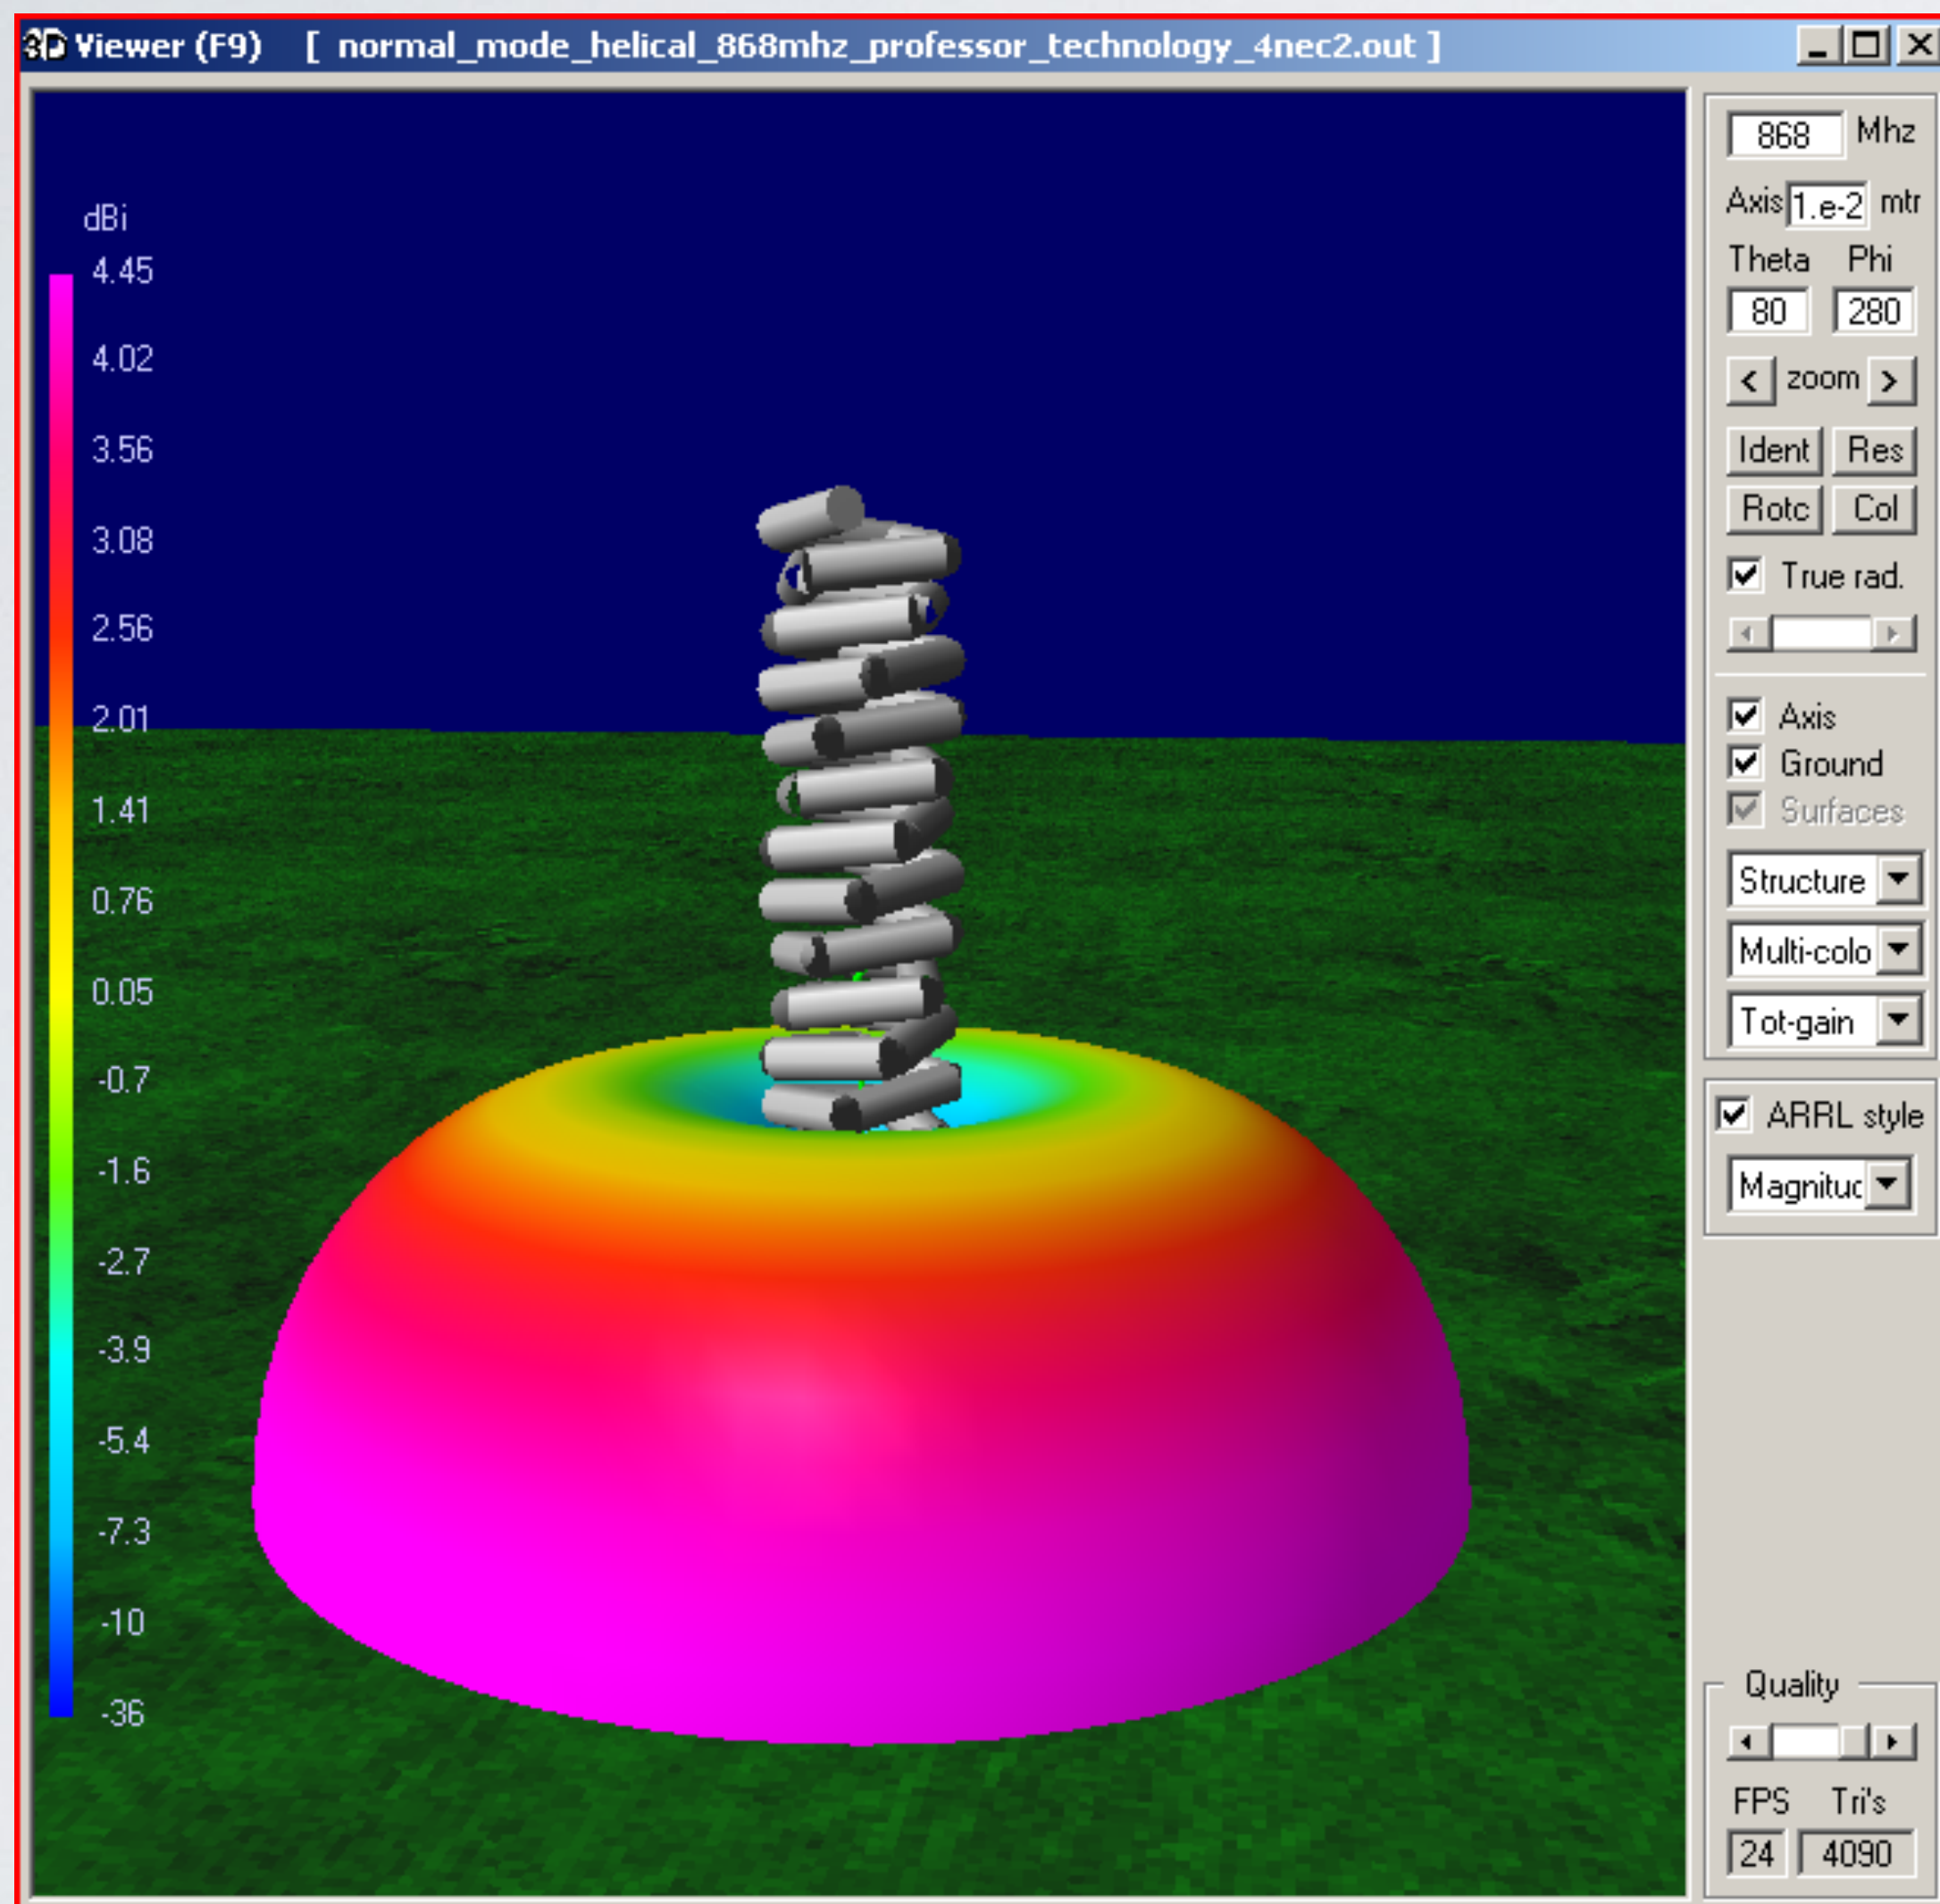 3D Viewer (F9) [ normal_mode_helical_868mhz_professor_technology_4nec2.out ]
dBi
4.45
4.02
3.56
3.08
2.56
2.01
1.41
0.76
0.05
-0.7
-1.6
-2.7
-3.9
-5.4
-7.3
-10
-36
868 Mhz
Axis 1.e-2 mtr
Theta Phi
80 280
< zoom >
Ident Res
Rotc Col
True rad.
Axis
Ground
Surfaces
Structure
Multi-colo
Tot-gain
ARRL style
Magnituc
Quality
FPS Tri's
24 4090